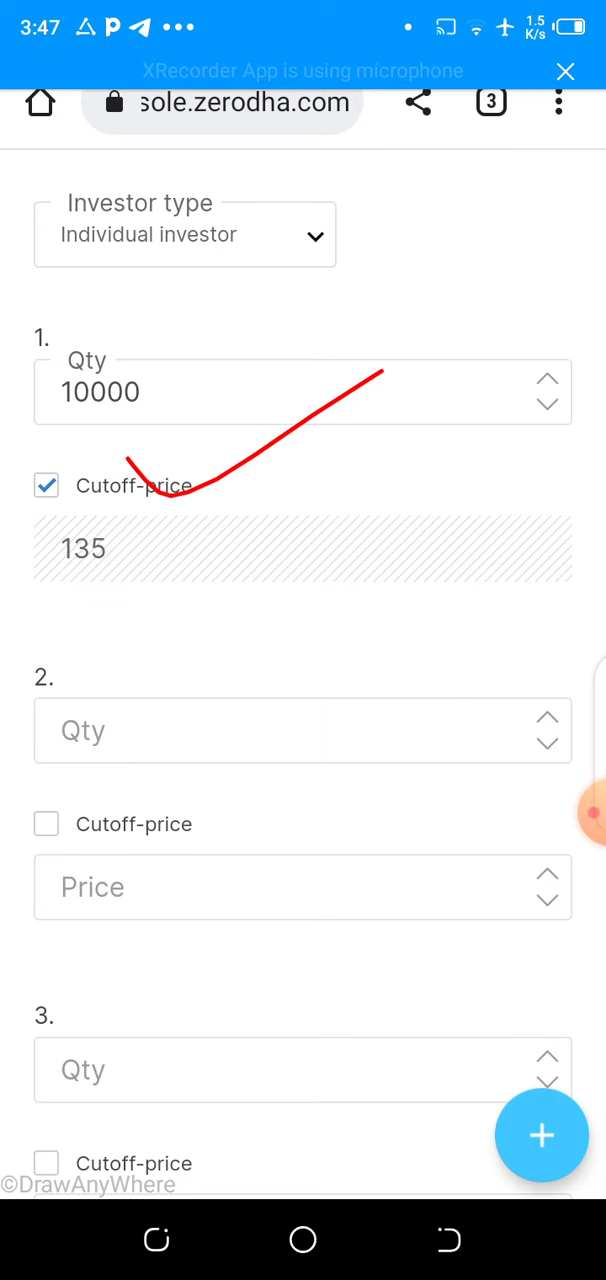 3:47
1.5
K/s
XRecorder App is using microphone
sole.zerodha.com
3
Investor type
Individual investor
1.
Qty
10000
Cutoff-price
135
2.
Qty
Cutoff-price
Price
3.
Qty
Cutoff-price
©DrawAnyWhere